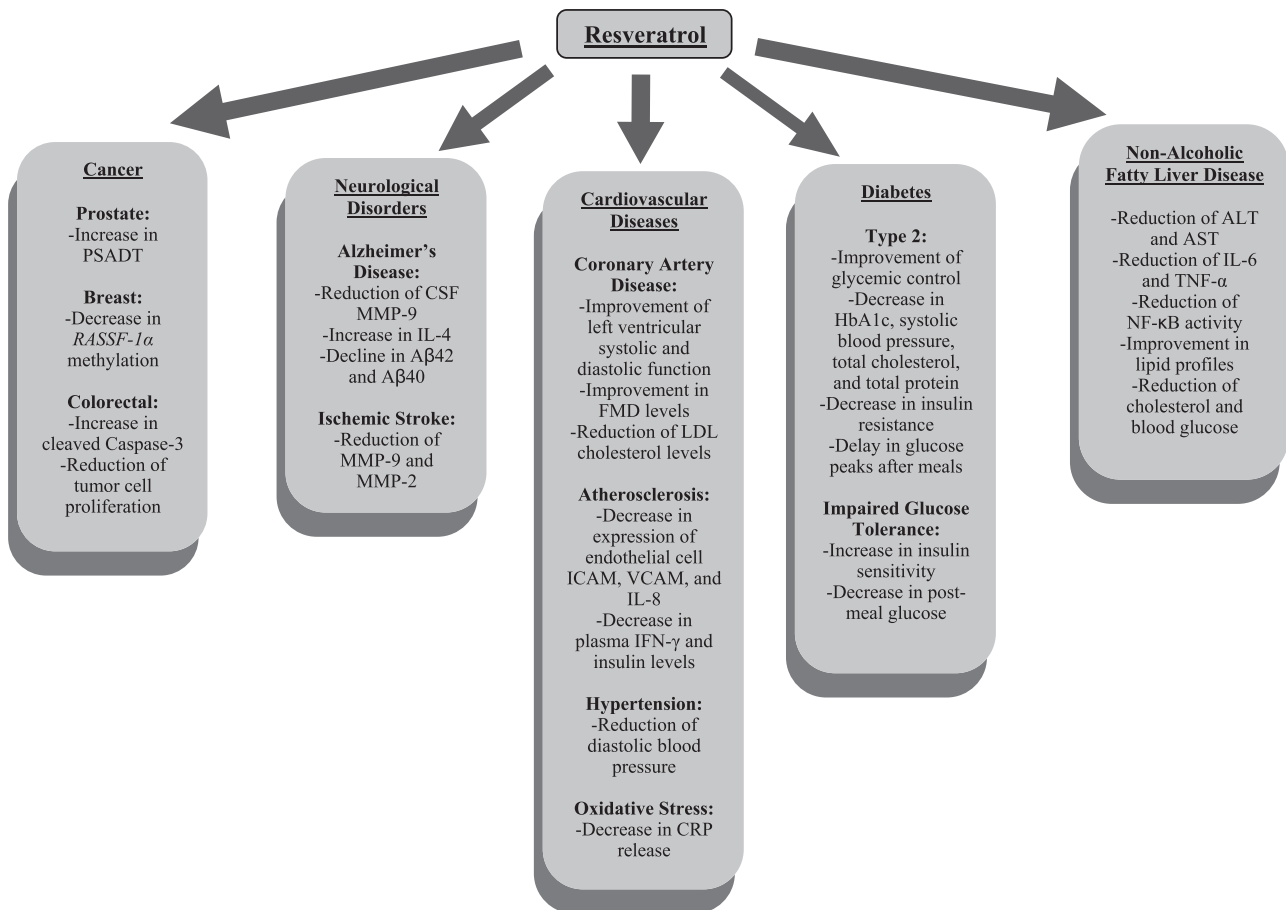 Resveratrol
Cancer
Prostate:
-Increase in
PSADT
Breast:
-Decrease in
RASSF-1α
methylation
Colorectal:
-Increase in
cleaved Caspase-3
-Reduction of
tumor cell
proliferation
Neurological
Disorders
Alzheimer’s
Disease:
-Reduction of CSF
MMP-9
-Increase in IL-4
-Decline in Aβ42
and Aβ40
Ischemic Stroke:
-Reduction of
MMP-9 and
MMP-2
Cardiovascular
Diseases
Coronary Artery
Disease:
-Improvement of
left ventricular
systolic and
diastolic function
-Improvement in
FMD levels
-Reduction of LDL
cholesterol levels
Atherosclerosis:
-Decrease in
expression of
endothelial cell
ICAM, VCAM, and
IL-8
-Decrease in
plasma IFN-γ and
insulin levels
Hypertension:
-Reduction of
diastolic blood
pressure
Oxidative Stress:
-Decrease in CRP
release
Diabetes
Type 2:
-Improvement of
glycemic control
-Decrease in
HbA1c, systolic
blood pressure,
total cholesterol,
and total protein
-Decrease in insulin
resistance
-Delay in glucose
peaks after meals
Impaired Glucose
Tolerance:
-Increase in insulin
sensitivity
-Decrease in post-
meal glucose
Non-Alcoholic
Fatty Liver Disease
-Reduction of ALT
and AST
-Reduction of IL-6
and TNF-α
-Reduction of
NF-κB activity
-Improvement in
lipid profiles
-Reduction of
cholesterol and
blood glucose